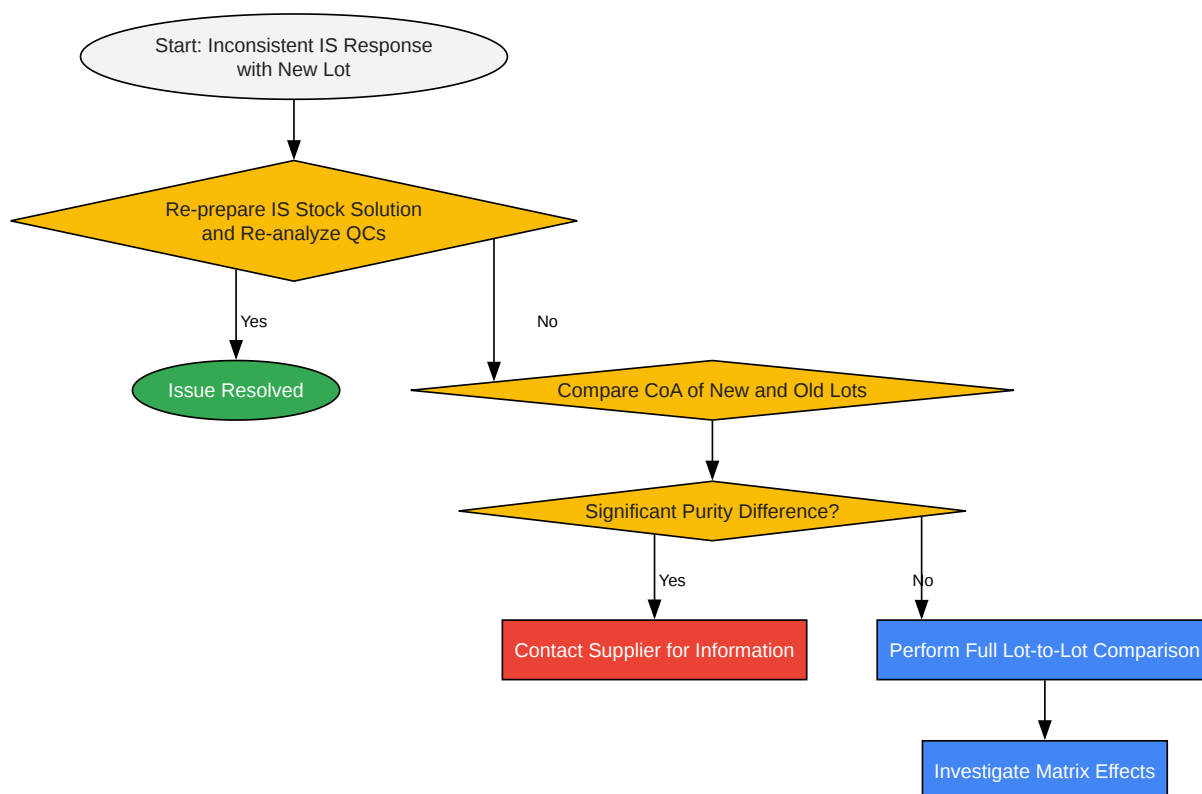 Start: Inconsistent IS Response
with New Lot
Re-prepare IS Stock Solution
and Re-analyze QCs
Yes
No
Issue Resolved
Compare CoA of New and Old Lots
Significant Purity Difference?
Yes
No
Contact Supplier for Information
Perform Full Lot-to-Lot Comparison
Investigate Matrix Effects